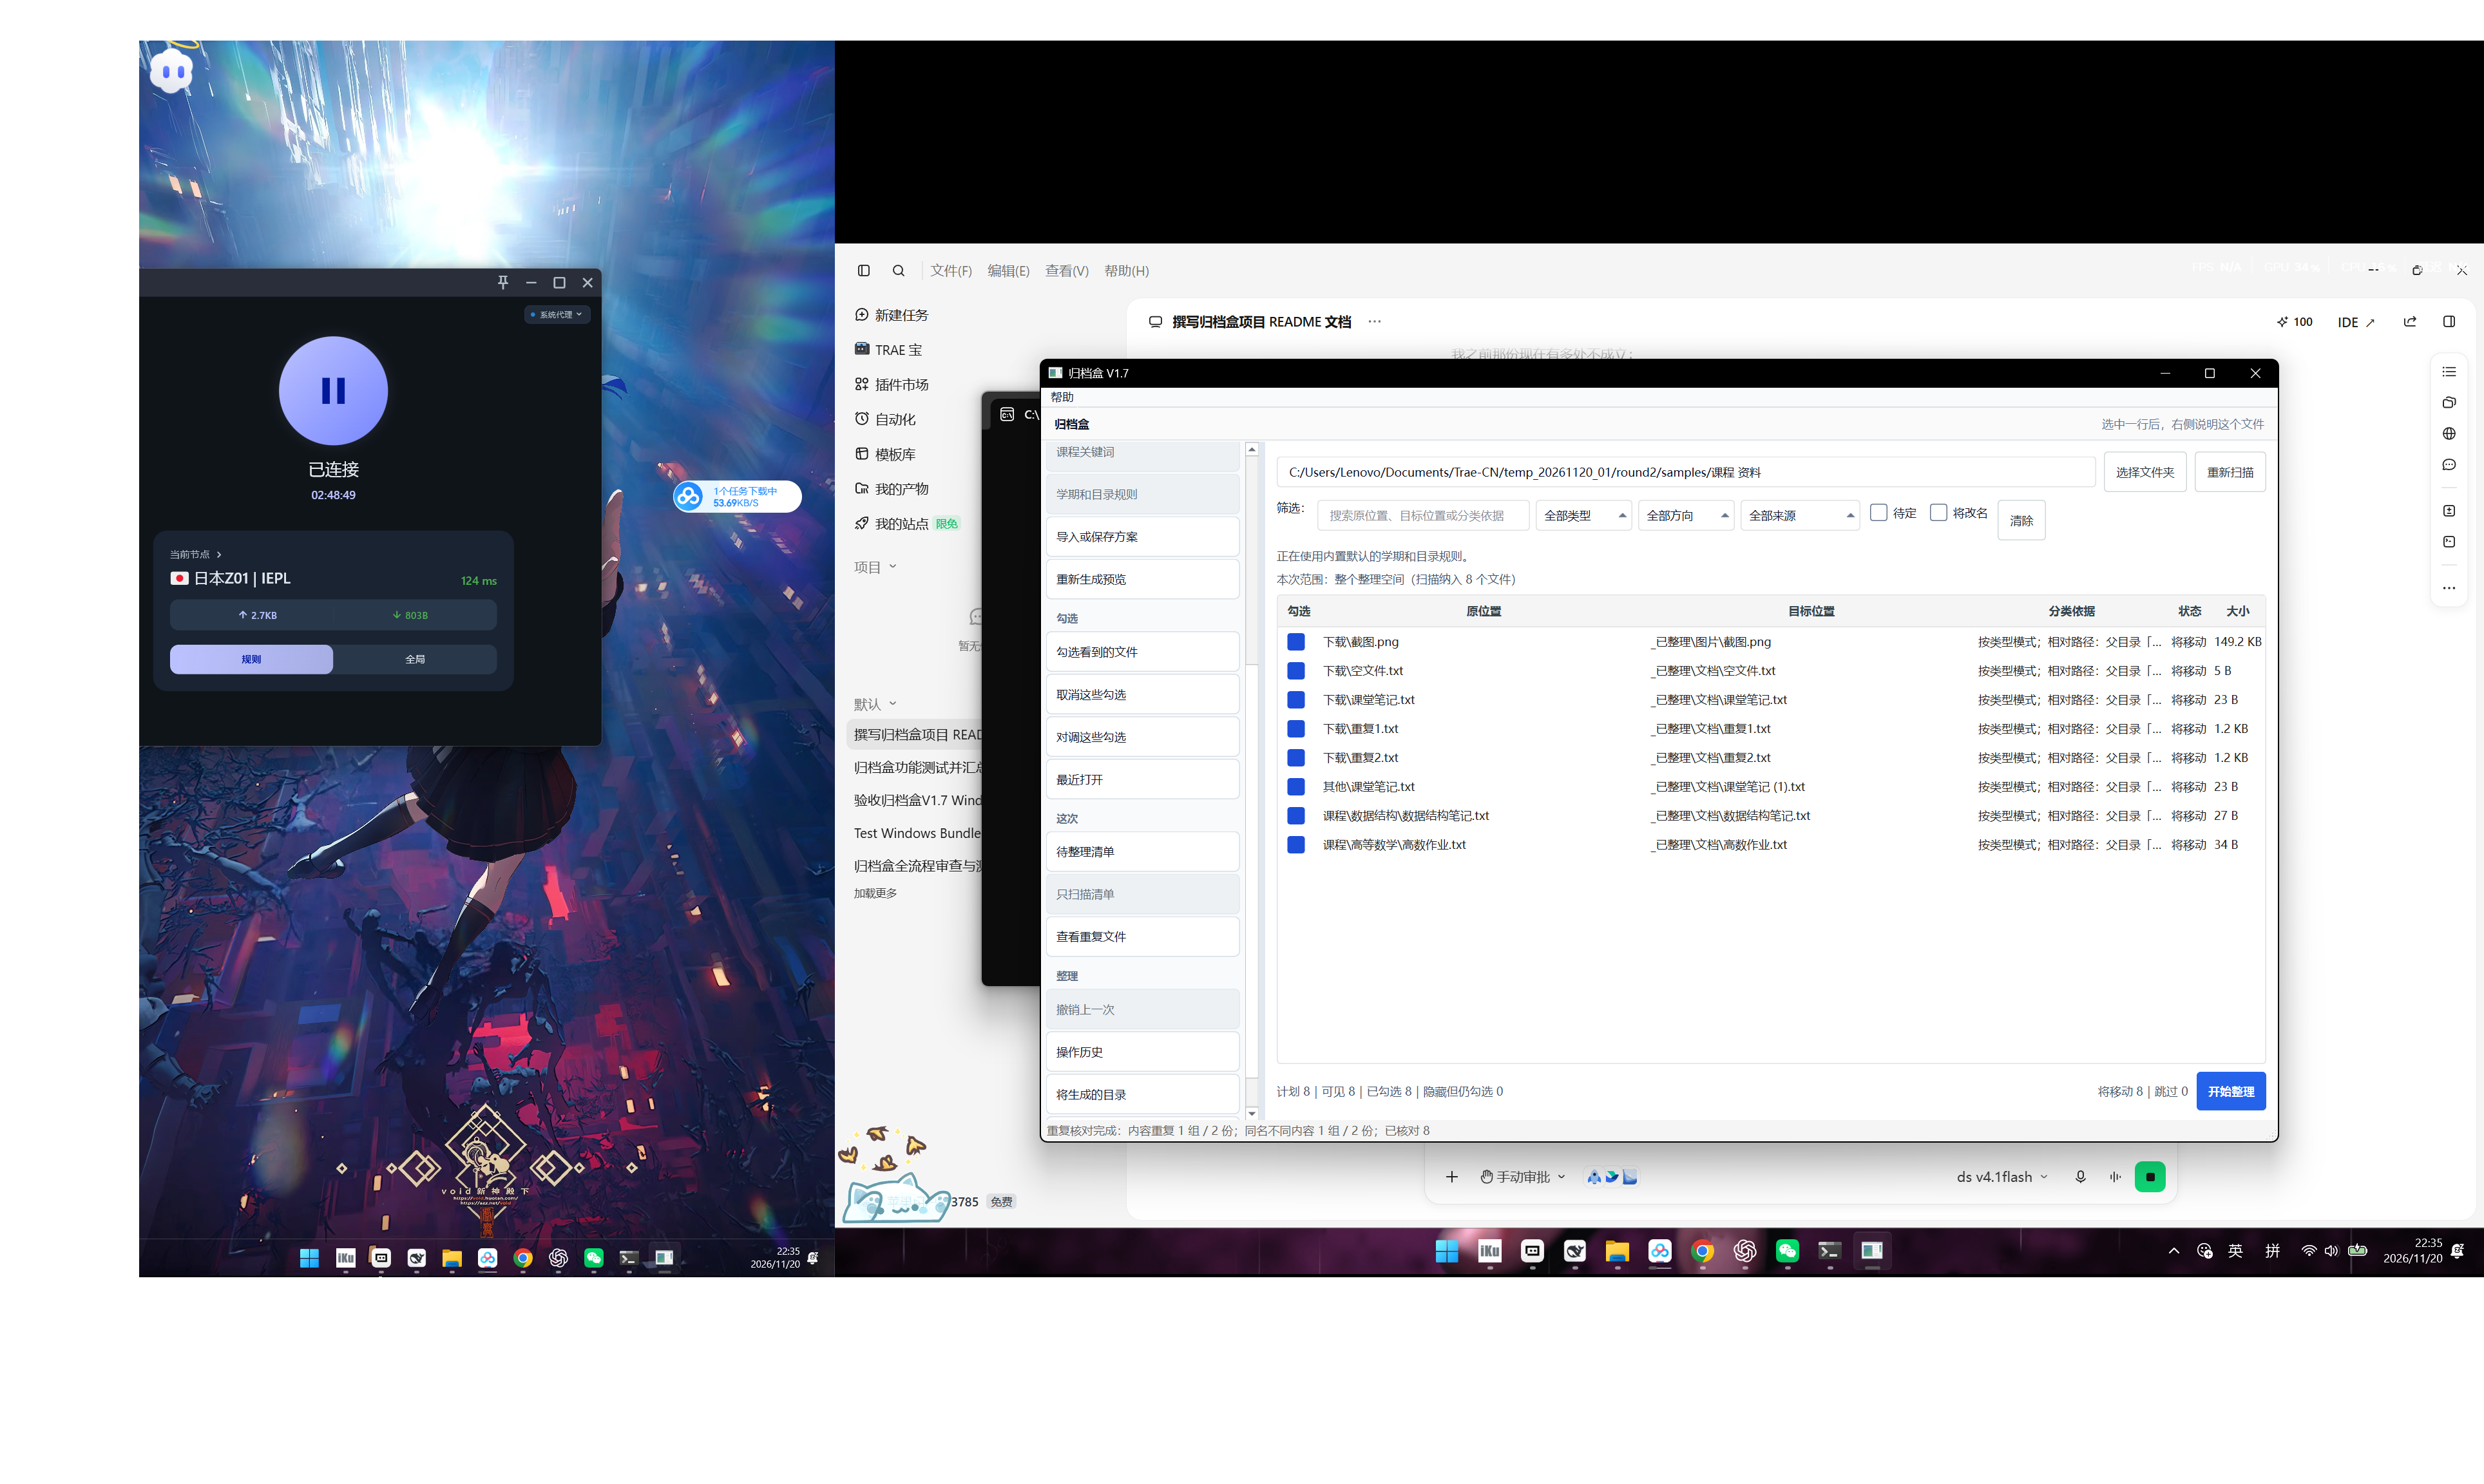 系统代理
已连接
02:48:49
当前节点
日本Z01 | IEPL
124 ms
2.7KB
803B
规则
全局
1个任务下载中
53.69KB/S
void新神殿下
22:35
2026/11/20
文件(F) 编辑(E) 查看(V) 帮助(H)
新建任务
TRAE 宝
插件市场
自动化
模板库
我的产物
我的站点 限免
项目
暂无
默认
撰写归档盒项目 READ
归档盒功能测试并汇总
验收归档盒V1.7 Wind
Test Windows Bundle
归档盒全流程审查与测
加载更多
3785 免费
撰写归档盒项目 README 文档
100
IDE
我之前那份现在有多处不成立：
C:\
归档盒 V1.7
帮助
归档盒
选中一行后，右侧说明这个文件
课程关键词
学期和目录规则
导入或保存方案
重新生成预览
勾选
勾选看到的文件
取消这些勾选
对调这些勾选
最近打开
这次
待整理清单
只扫描清单
查看重复文件
整理
撤销上一次
操作历史
将生成的目录
C:/Users/Lenovo/Documents/Trae-CN/temp_20261120_01/round2/samples/课程 资料
选择文件夹
重新扫描
筛选：
搜索原位置、目标位置或分类依据
全部类型
全部方向
全部来源
待定
将改名
清除
正在使用内置默认的学期和目录规则。
本次范围：整个整理空间（扫描纳入 8 个文件）
勾选 原位置 目标位置 分类依据 状态 大小
下载\截图.png _已整理\图片\截图.png 按类型模式；相对路径：父目录「... 将移动 149.2 KB
下载\空文件.txt _已整理\文档\空文件.txt 按类型模式；相对路径：父目录「... 将移动 5 B
下载\课堂笔记.txt _已整理\文档\课堂笔记.txt 按类型模式；相对路径：父目录「... 将移动 23 B
下载\重复1.txt _已整理\文档\重复1.txt 按类型模式；相对路径：父目录「... 将移动 1.2 KB
下载\重复2.txt _已整理\文档\重复2.txt 按类型模式；相对路径：父目录「... 将移动 1.2 KB
其他\课堂笔记.txt _已整理\文档\课堂笔记 (1).txt 按类型模式；相对路径：父目录「... 将移动 23 B
课程\数据结构\数据结构笔记.txt _已整理\文档\数据结构笔记.txt 按类型模式；相对路径：父目录「... 将移动 27 B
课程\高等数学\高数作业.txt _已整理\文档\高数作业.txt 按类型模式；相对路径：父目录「... 将移动 34 B
计划 8 | 可见 8 | 已勾选 8 | 隐藏但仍勾选 0
将移动 8 | 跳过 0
开始整理
重复核对完成：内容重复 1 组 / 2 份；同名不同内容 1 组 / 2 份；已核对 8
手动审批
ds v4.1flash
英 拼
22:35
2026/11/20